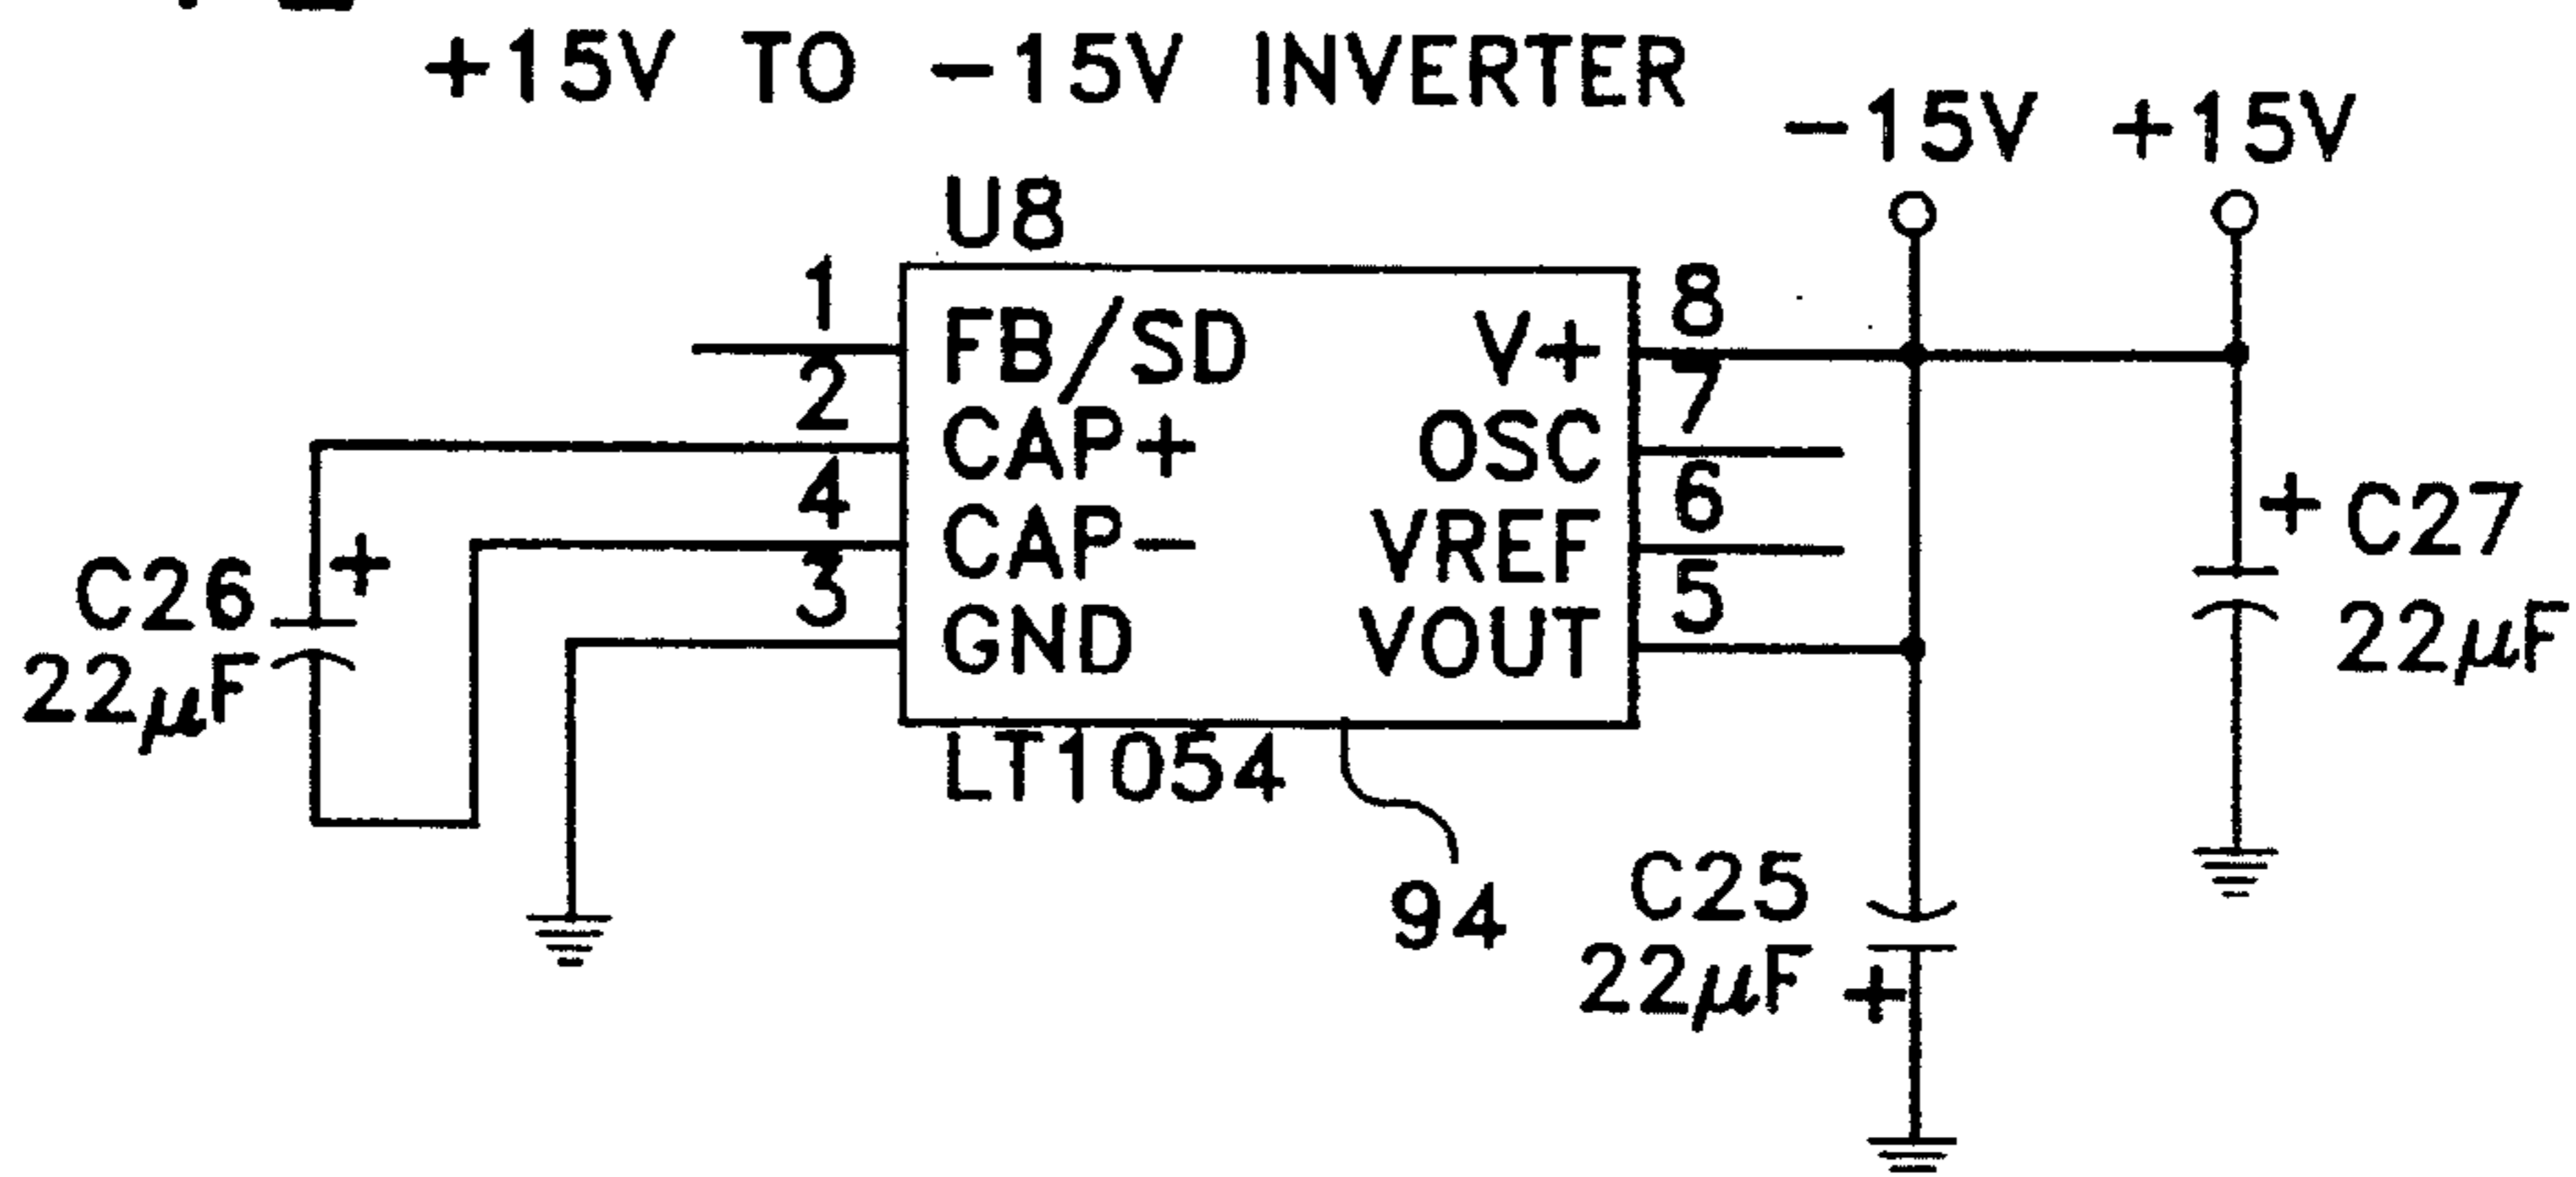 +15V TO -15V INVERTER
-15V +15V
U8
1 FB/SD V+ 8
2 CAP+ OSC 7
4 CAP- VREF 6
3 GND VOUT 5
LT1054
94
C26
22μF
C27
22μF
C25
22μF
+
+
+